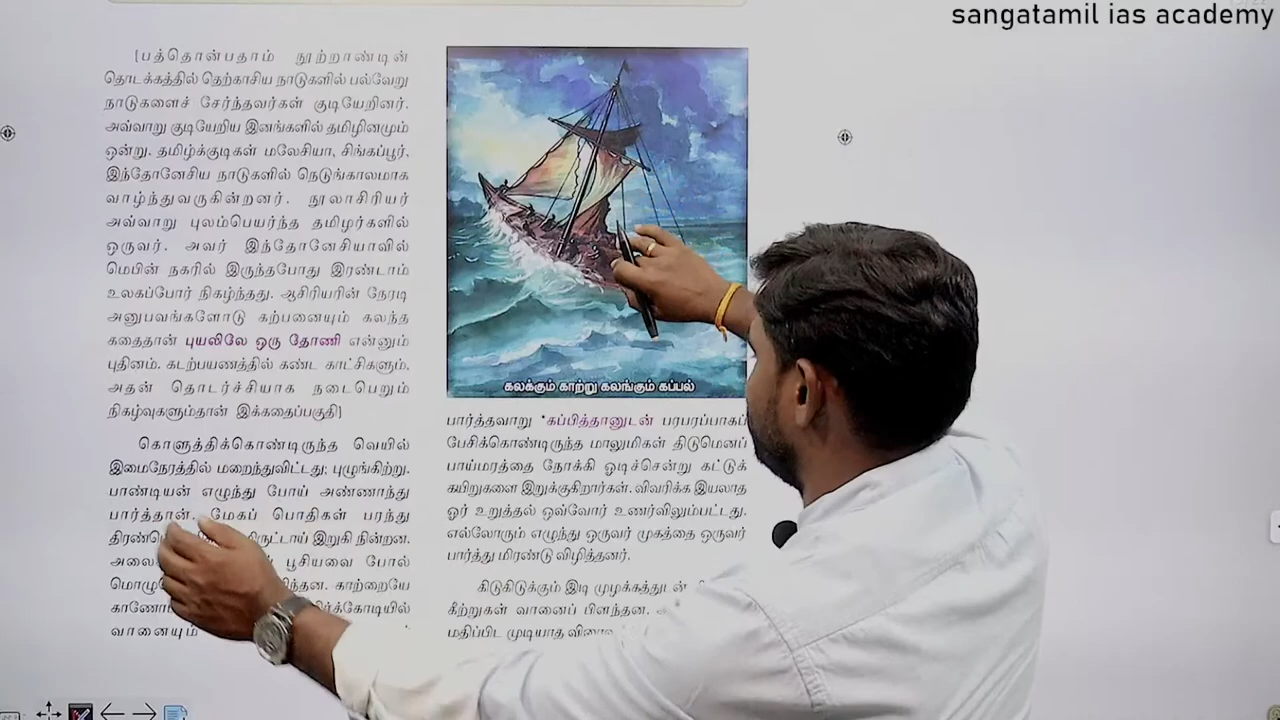 sangatamil ias academy
[பத்தொன்பதாம் நூற்றாண்டின்
தொடக்கத்தில் தெற்காசிய நாடுகளில் பல்வேறு
நாடுகளைச் சேர்ந்தவர்கள் குடியேறினர்.
அவ்வாறு குடியேறிய இனங்களில் தமிழினமும்
ஒன்று. தமிழ்க்குடிகள் மலேசியா, சிங்கப்பூர்,
இந்தோனேசிய நாடுகளில் நெடுங்காலமாக
வாழ்ந்துவருகின்றனர். நூலாசிரியர்
அவ்வாறு புலம்பெயர்ந்த தமிழர்களில்
ஒருவர். அவர் இந்தோனேசியாவில்
மெபின் நகரில் இருந்தபோது இரண்டாம்
உலகப்போர் நிகழ்ந்தது. ஆசிரியரின் நேரடி
அனுபவங்களோடு கற்பனையும் கலந்த
கதைதான் புயலிலே ஒரு தோணி என்னும்
புதினம். கடற்பயணத்தில் கண்ட காட்சிகளும்,
அதன் தொடர்ச்சியாக நடைபெறும்
நிகழ்வுகளும்தான் இக்கதைப்பகுதி]
கொளுத்திக்கொண்டிருந்த வெயில்
இமைநேரத்தில் மறைந்துவிட்டது; புழுங்கிற்று.
பாண்டியன் எழுந்து போய் அண்ணாந்து
பார்த்தான். மேகப் பொதிகள் பரந்து
இறுகி நின்றன.
பூசியவை போல்
காற்றையே
வானையும்
கலக்கும் காற்று கலங்கும் கப்பல்
பார்த்தவாறு *கப்பித்தானுடன் பரபரப்பாகப்
பேசிக்கொண்டிருந்த மாலுமிகள் திடுமெனப்
பாய்மரத்தை நோக்கி ஓடிச்சென்று கட்டுக்
கயிறுகளை இறுக்குகிறார்கள். விவரிக்க இயலாத
ஓர் உறுத்தல் ஒவ்வோர் உணர்விலும்பட்டது.
எல்லோரும் எழுந்து ஒருவர் முகத்தை ஒருவர்
பார்த்து மிரண்டு விழித்தனர்.
கிடுகிடுக்கும் இடி முழக்கத்துடன்
கீற்றுகள் வானைப் பிளந்தன.
மதிப்பிட முடியாத